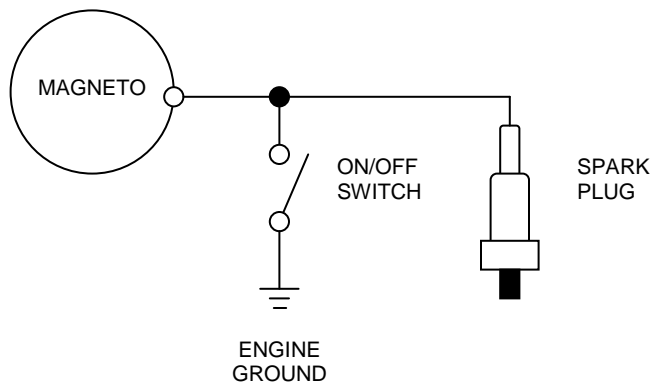 MAGNETO
ON/OFF
SWITCH
SPARK
PLUG
ENGINE
GROUND